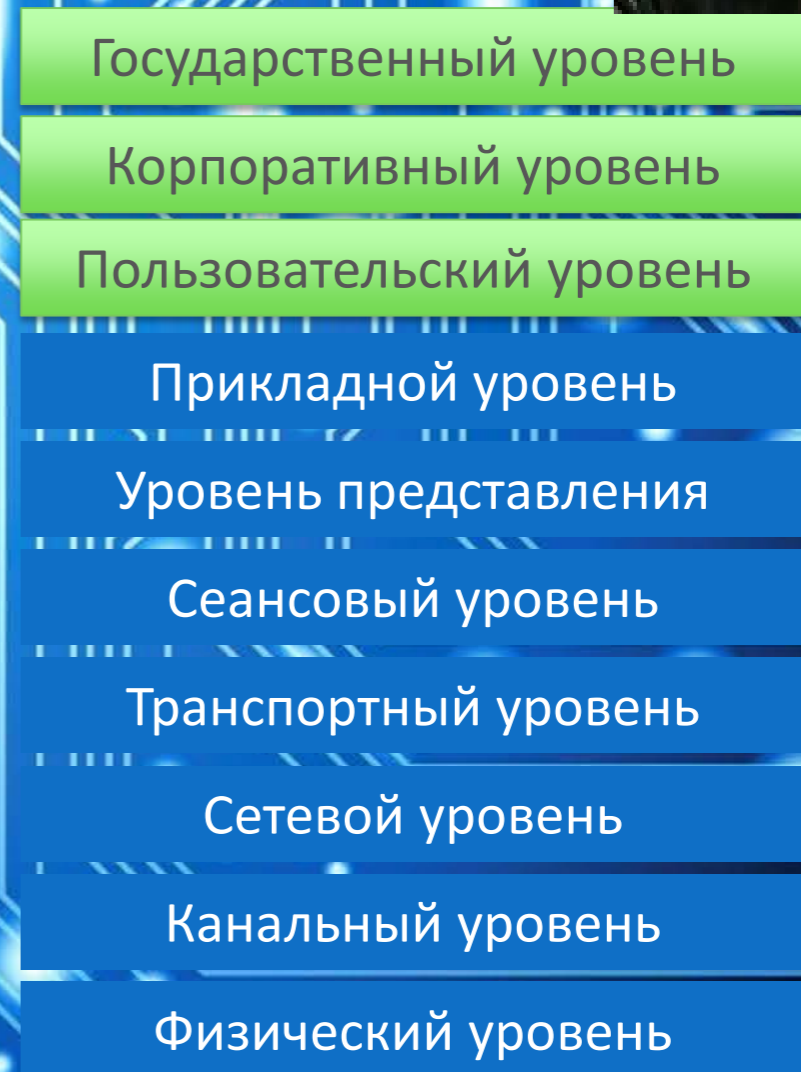 Государственный уровень
Корпоративный уровень
Пользовательский уровень
Прикладной уровень
Уровень представления
Сеансовый уровень
Транспортный уровень
Сетевой уровень
Канальный уровень
Физический уровень